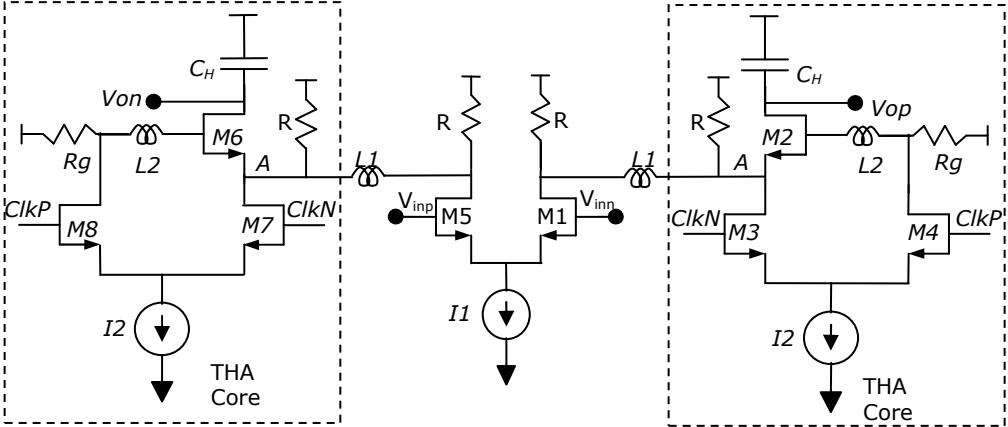 C_H
Von
M6
Rg
L2
A
R
L1
ClkP
M8
M7
ClkN
I2
THA
Core
R
R
V_inp
M5
M1
V_inn
I1
L1
R
A
C_H
Vop
M2
L2
Rg
ClkN
M3
M4
ClkP
I2
THA
Core